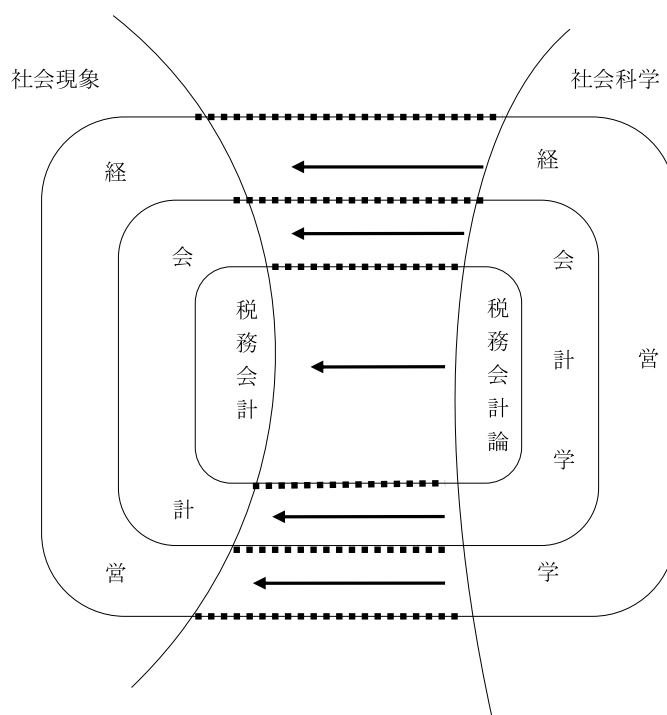 社会現象
社会科学
経営
会計
税務会計
税務会計論
会計学
経営学